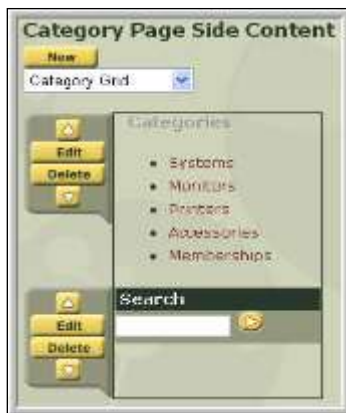 Category Page Side Content
New
Category Grid
Categories
Edit
Delete
• Systems
• Monitors
• Printers
• Accessories
• Memberships
Search
Edit
Delete